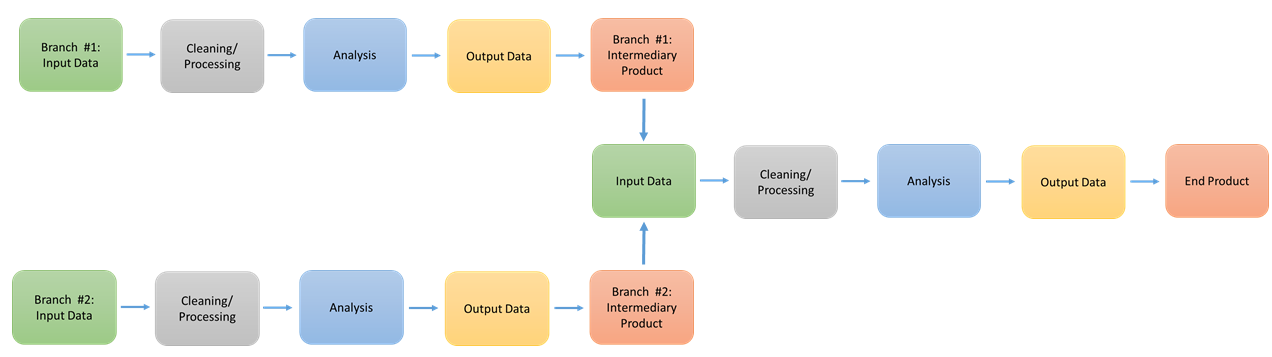 Branch #1:
Input Data
Cleaning/
Processing
Analysis
Output Data
Branch #1:
Intermediary
Product
Input Data
Cleaning/
Processing
Analysis
Output Data
End Product
Branch #2:
Input Data
Cleaning/
Processing
Analysis
Output Data
Branch #2:
Intermediary
Product